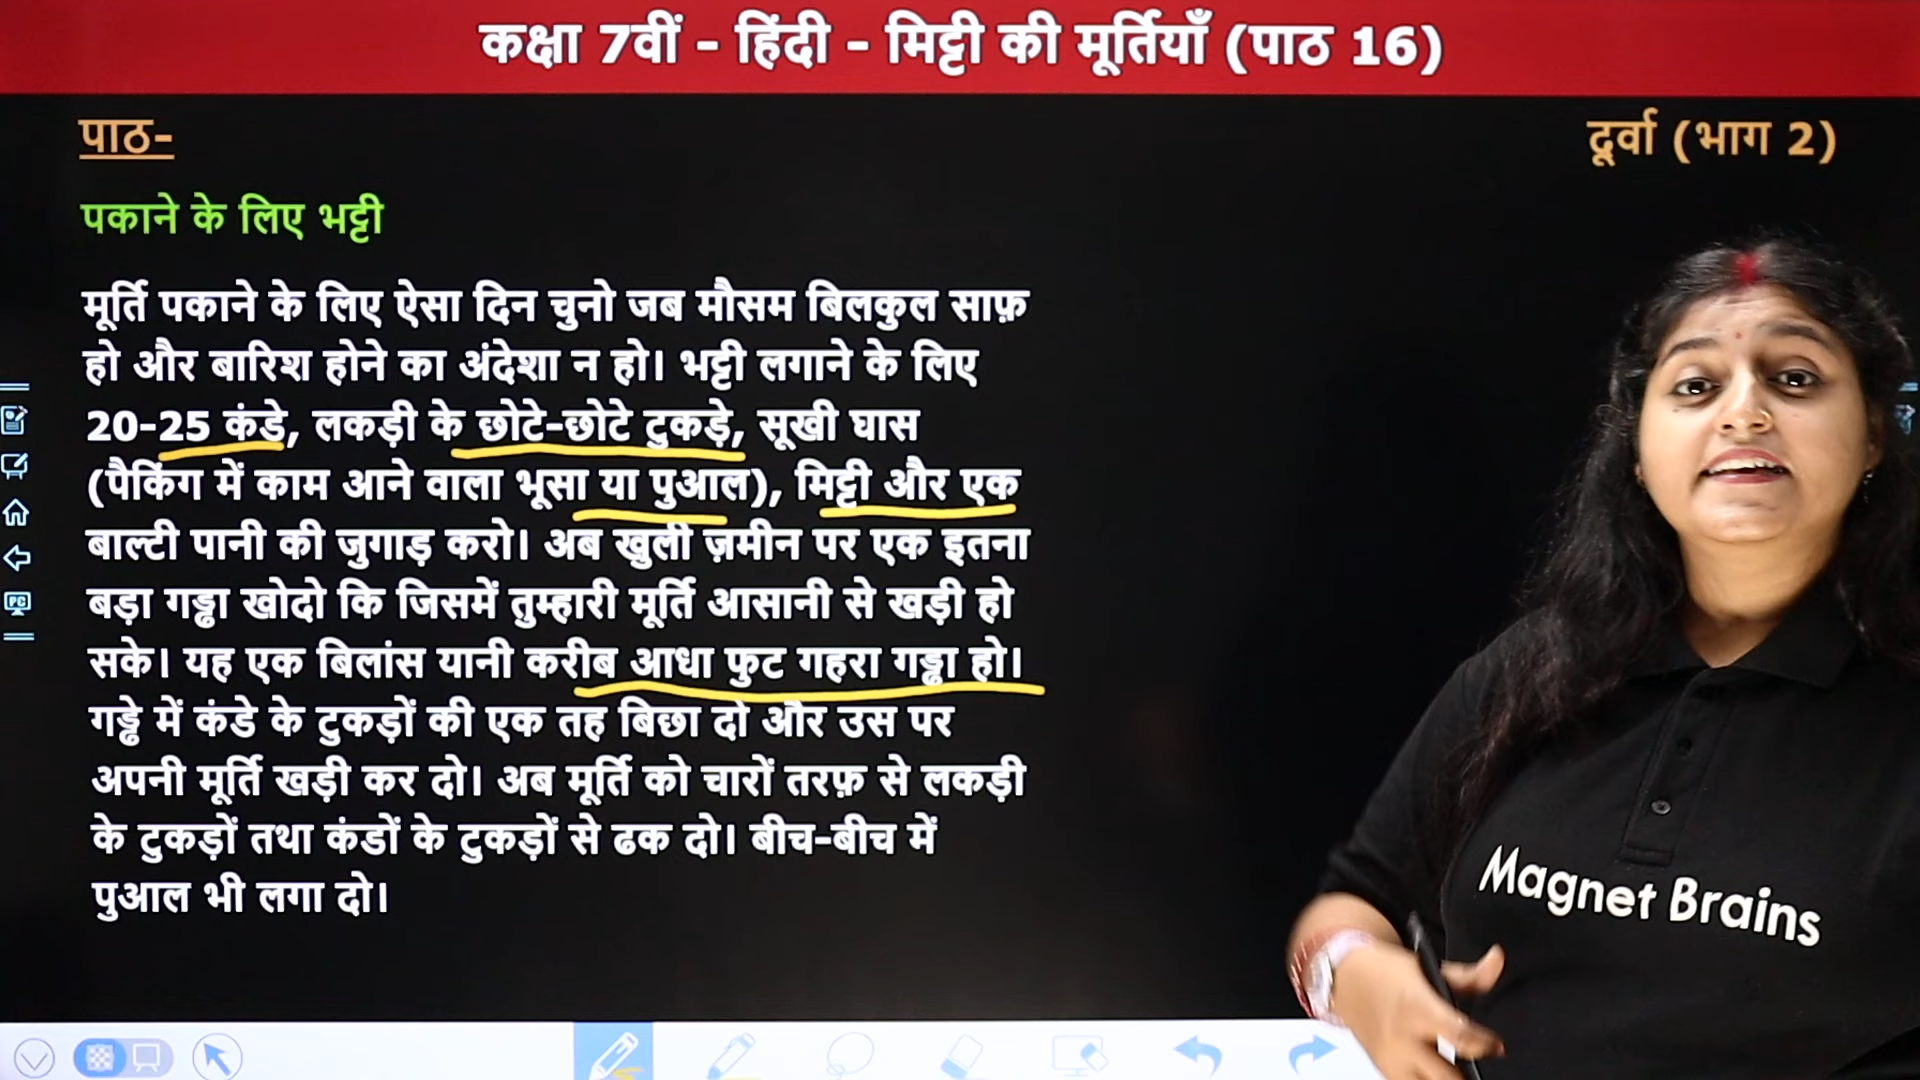 कक्षा 7वीं - हिंदी - मिट्टी की मूर्तियाँ (पाठ 16)
पाठ-
दूर्वा (भाग 2)
पकाने के लिए भट्टी
मूर्ति पकाने के लिए ऐसा दिन चुनो जब मौसम बिलकुल साफ़
हो और बारिश होने का अंदेशा न हो। भट्टी लगाने के लिए
20-25 कंडे, लकड़ी के छोटे-छोटे टुकड़े, सूखी घास
(पैकिंग में काम आने वाला भूसा या पुआल), मिट्टी और एक
बाल्टी पानी की जुगाड़ करो। अब खुली ज़मीन पर एक इतना
बड़ा गड्ढा खोदो कि जिसमें तुम्हारी मूर्ति आसानी से खड़ी हो
सके। यह एक बिलांस यानी करीब आधा फुट गहरा गड्ढा हो।
गड्ढे में कंडे के टुकड़ों की एक तह बिछा दो और उस पर
अपनी मूर्ति खड़ी कर दो। अब मूर्ति को चारों तरफ़ से लकड़ी
के टुकड़ों तथा कंडों के टुकड़ों से ढक दो। बीच-बीच में
पुआल भी लगा दो।
Magnet Brains
PC